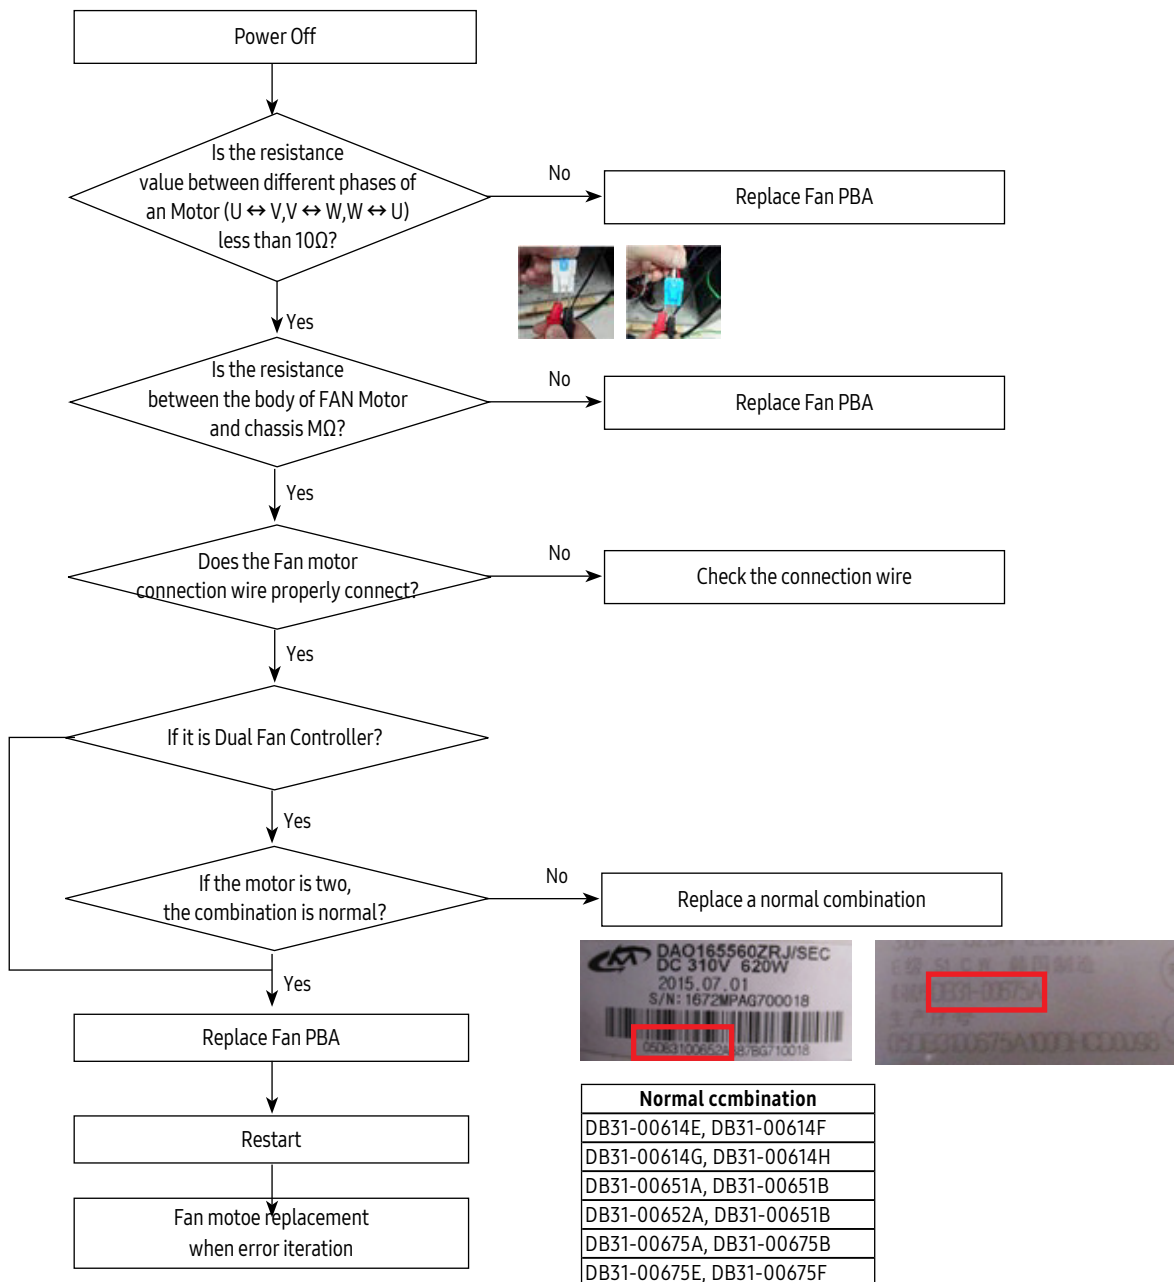 Power Off
Is the resistance
value between different phases of
an Motor (U ↔ V,V ↔ W,W ↔ U)
less than 10Ω?
No
Replace Fan PBA
Yes
Is the resistance
between the body of FAN Motor
and chassis MΩ?
No
Replace Fan PBA
Yes
Does the Fan motor
connection wire properly connect?
No
Check the connection wire
Yes
If it is Dual Fan Controller?
Yes
If the motor is two,
the combination is normal?
No
Replace a normal combination
Yes
DAO165560ZRJ/SEC
DC 310V 620W
2015.07.01
S/N:1672MPAG700018
05DB3100652A
DB31-00675A
生产序号
Replace Fan PBA
Restart
Fan motoe replacement
when error iteration
Normal ccmbination
DB31-00614E, DB31-00614F
DB31-00614G, DB31-00614H
DB31-00651A, DB31-00651B
DB31-00652A, DB31-00651B
DB31-00675A, DB31-00675B
DB31-00675E, DB31-00675F